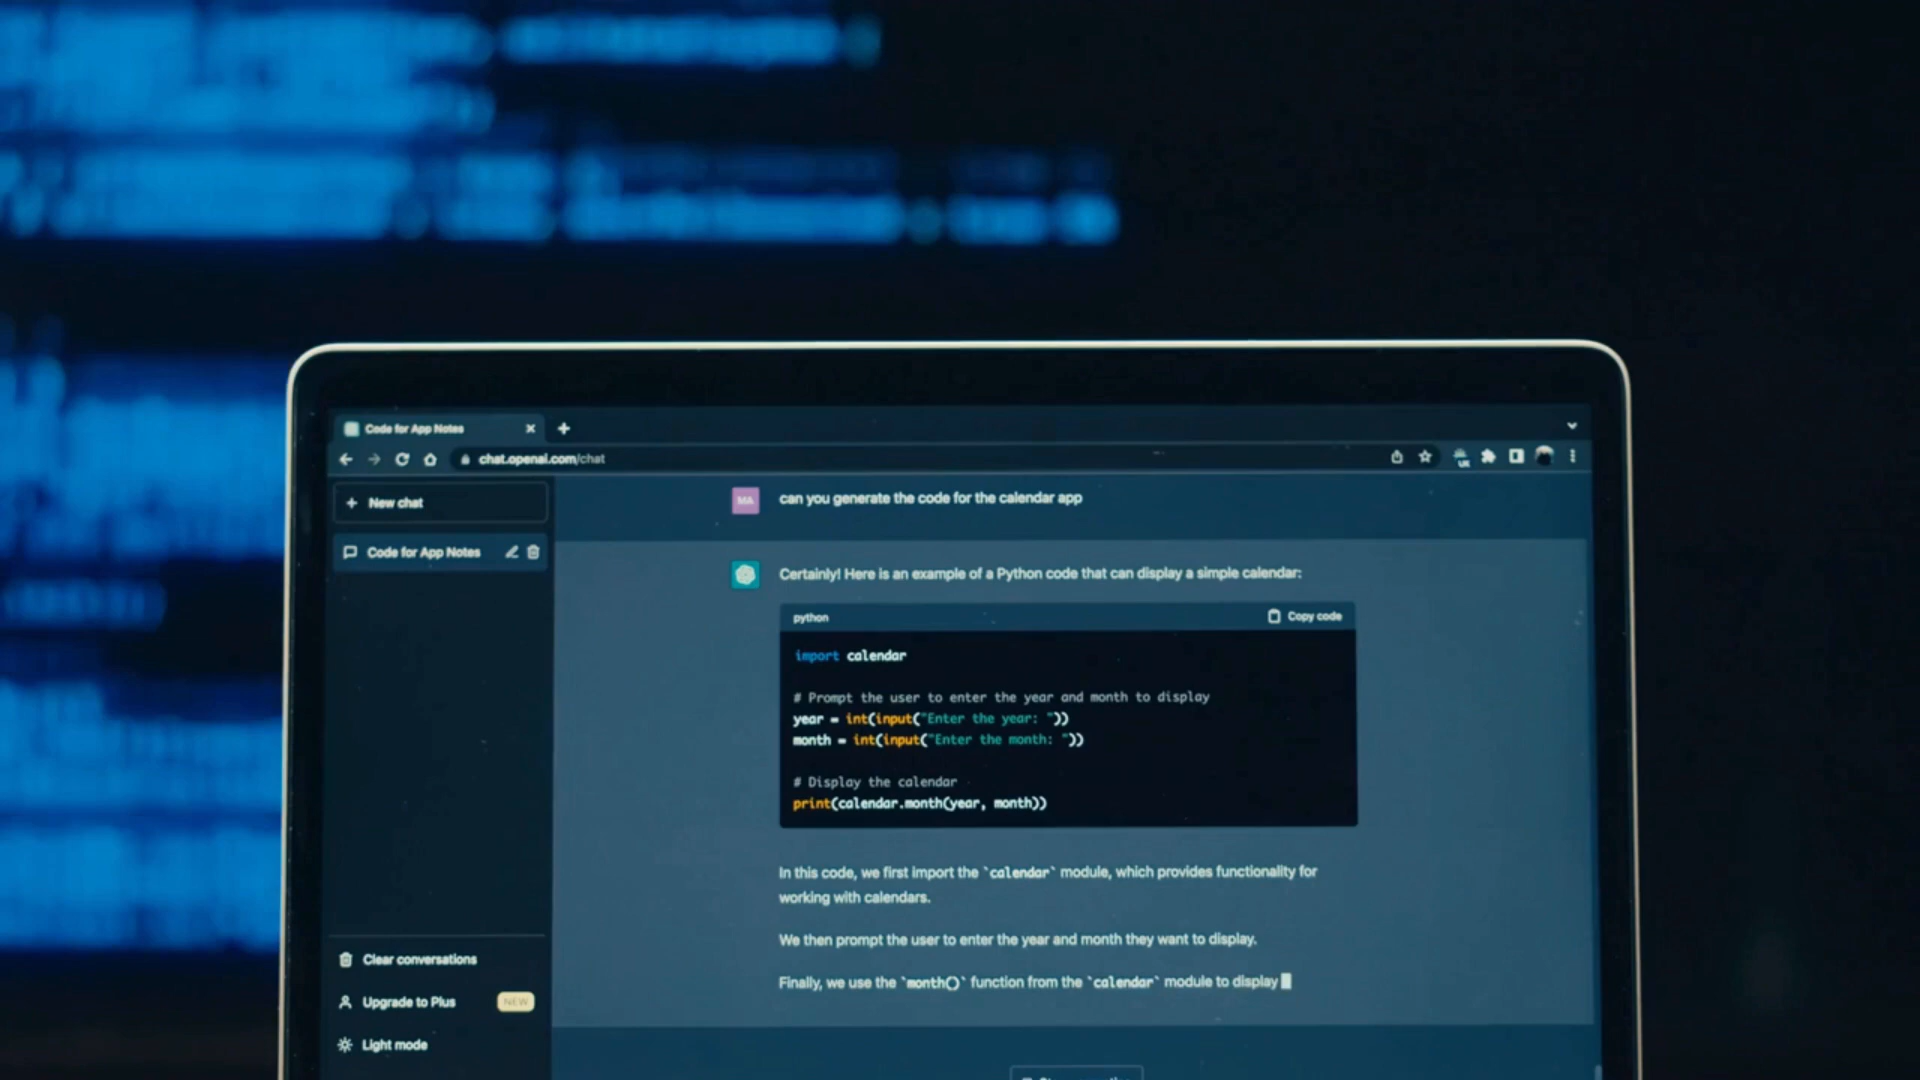 Code for App Notes
chat.openai.com/chat
UK
New chat
Code for App Notes
Clear conversations
Upgrade to Plus NEW
Light mode
MA can you generate the code for the calendar app
Certainly! Here is an example of a Python code that can display a simple calendar:
python Copy code
import calendar
# Prompt the user to enter the year and month to display
year = int(input("Enter the year: "))
month = int(input("Enter the month: "))
# Display the calendar
print(calendar.month(year, month))
In this code, we first import the `calendar` module, which provides functionality for
working with calendars.
We then prompt the user to enter the year and month they want to display.
Finally, we use the `month()` function from the `calendar` module to display